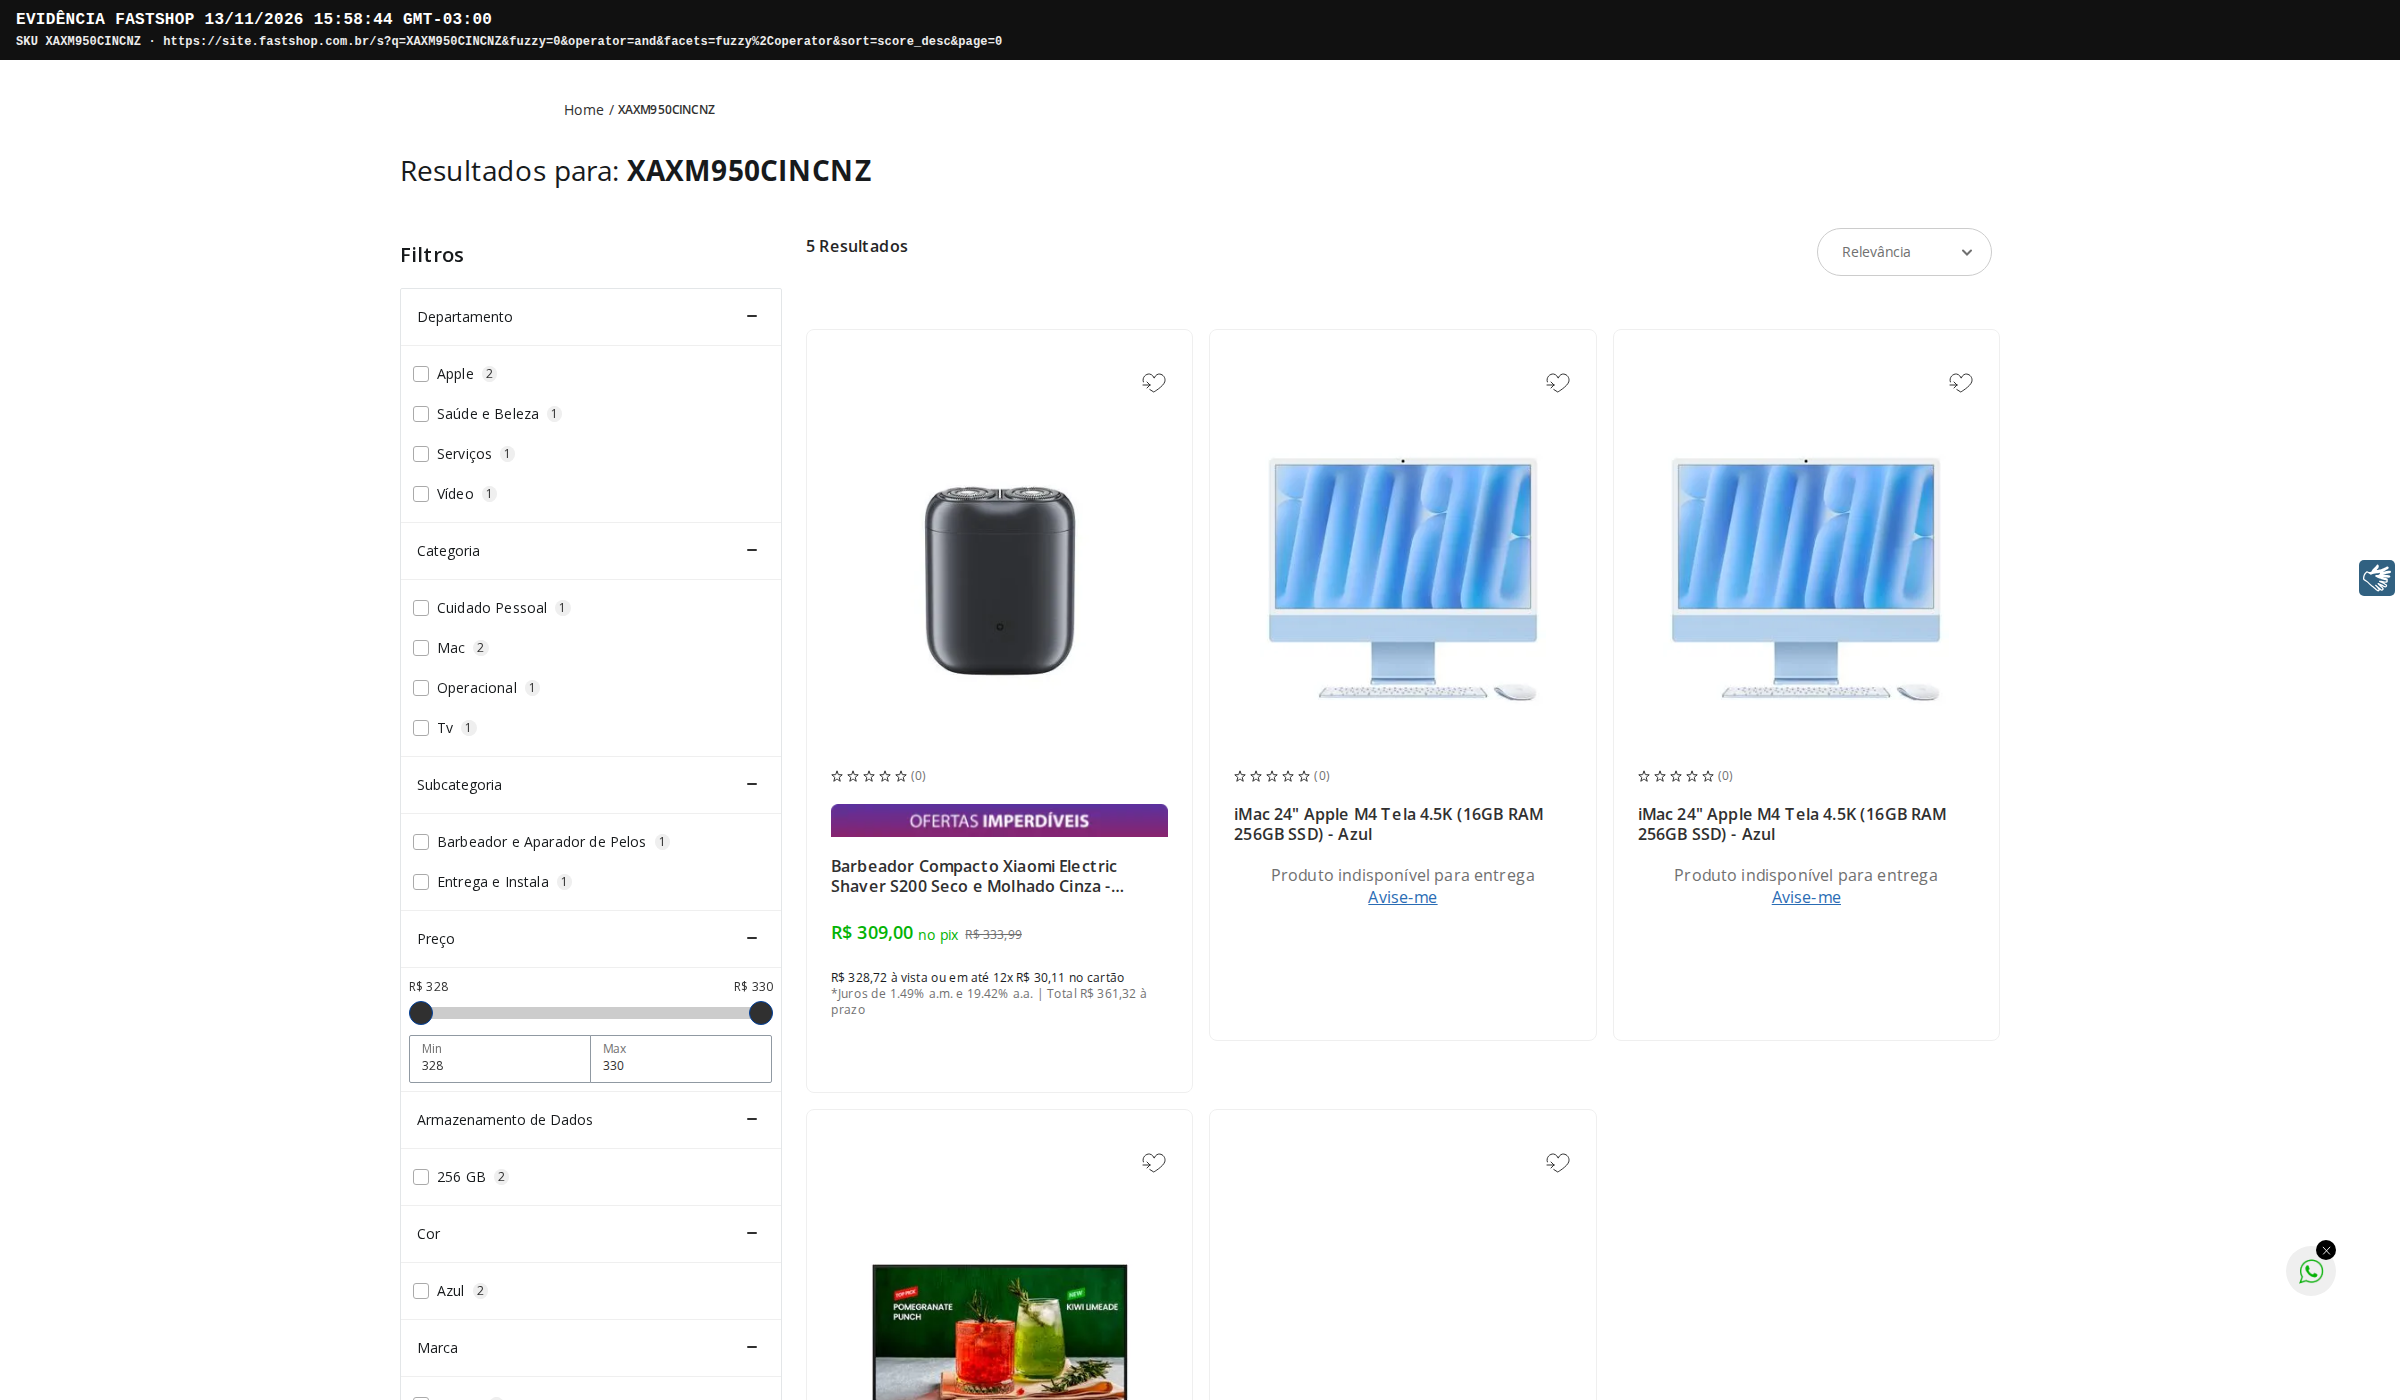 EVIDÊNCIA FASTSHOP 13/11/2026 15:58:44 GMT-03:00
SKU XAXM950CINCNZ · https://site.fastshop.com.br/s?q=XAXM950CINCNZ&fuzzy=0&operator=and&facets=fuzzy%2Coperator&sort=score_desc&page=0
Home / XAXM950CINCNZ
Resultados para: XAXM950CINCNZ
Filtros
5 Resultados
Relevância
Departamento
Apple 2
Saúde e Beleza 1
Serviços 1
Vídeo 1
Categoria
Cuidado Pessoal 1
Mac 2
Operacional 1
Tv 1
Subcategoria
Barbeador e Aparador de Pelos 1
Entrega e Instala 1
Preço
R$ 328 R$ 330
Min Max
328 330
Armazenamento de Dados
256 GB 2
Cor
Azul 2
Marca
(0)
OFERTAS IMPERDÍVEIS
Barbeador Compacto Xiaomi Electric
Shaver S200 Seco e Molhado Cinza -...
R$ 309,00 no pix R$ 333,99
R$ 328,72 à vista ou em até 12x R$ 30,11 no cartão
*Juros de 1.49% a.m. e 19.42% a.a. | Total R$ 361,32 à
prazo
(0)
iMac 24" Apple M4 Tela 4.5K (16GB RAM
256GB SSD) - Azul
Produto indisponível para entrega
Avise-me
(0)
iMac 24" Apple M4 Tela 4.5K (16GB RAM
256GB SSD) - Azul
Produto indisponível para entrega
Avise-me
TOP PICK
POMEGRANATE
PUNCH
NEW
KIWI LIMEADE